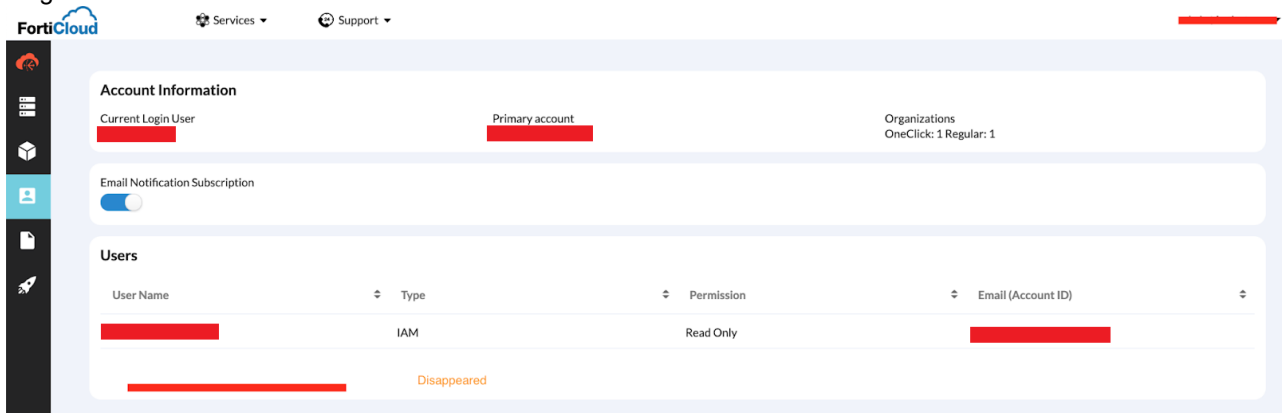 FortiCloud
Services
Support
Account Information
Current Login User
Primary account
Organizations
OneClick: 1 Regular: 1
Email Notification Subscription
Users
User Name Type Permission Email (Account ID)
IAM Read Only
Disappeared